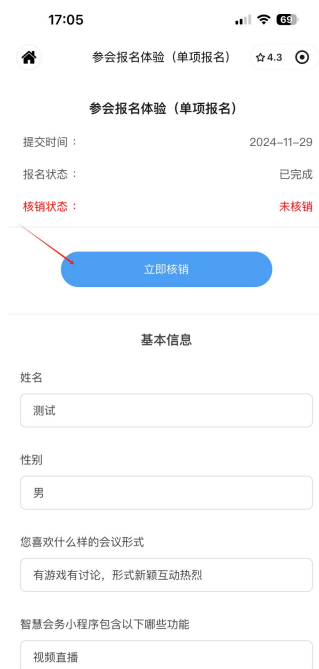 17:05
69
参会报名体验（单项报名）
4.3
参会报名体验（单项报名）
提交时间：
2024-11-29
报名状态：
已完成
核销状态：
未核销
立即核销
基本信息
姓名
测试
性别
男
您喜欢什么样的会议形式
有游戏有讨论，形式新颖互动热烈
智慧会务小程序包含以下哪些功能
视频直播